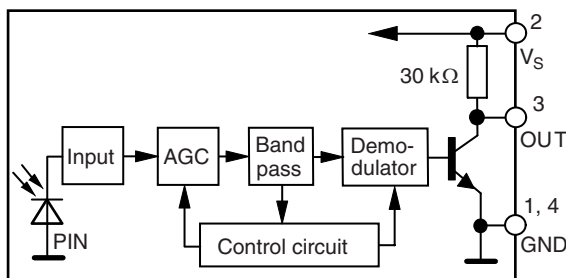 2
V_S
30 kΩ
3
OUT
Input
AGC
Band
pass
Demo-
dulator
1, 4
GND
PIN
Control circuit